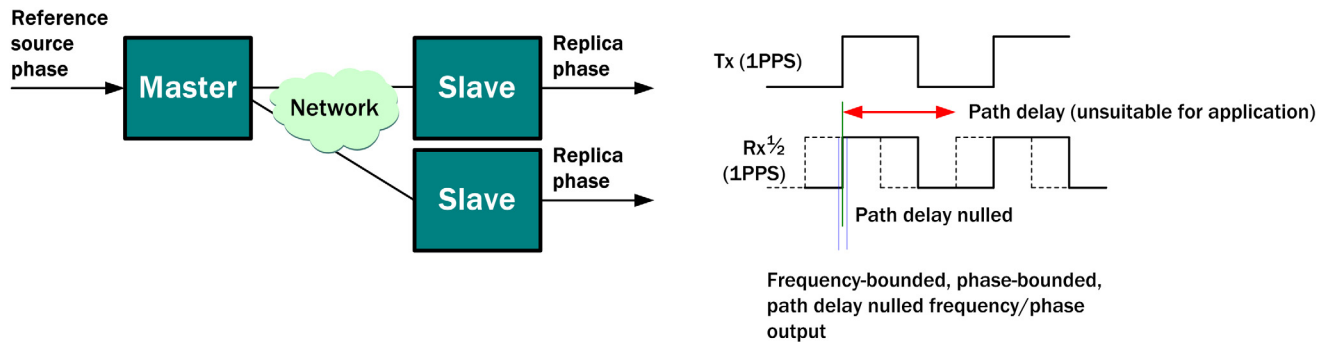 Reference
source
phase
Master
Network
Slave
Replica
phase
Slave
Replica
phase
Tx (1PPS)
Path delay (unsuitable for application)
Rx½
(1PPS)
Path delay nulled
Frequency-bounded, phase-bounded,
path delay nulled frequency/phase
output